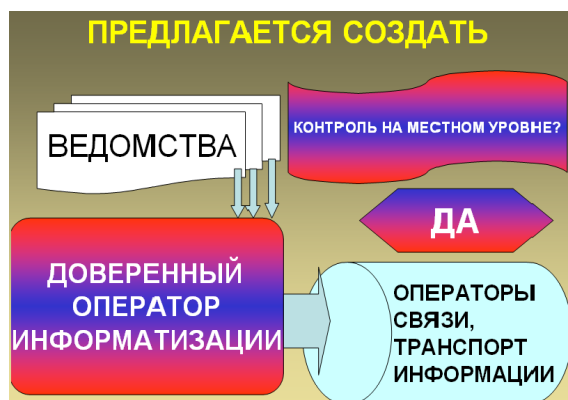 ПРЕДЛАГАЕТСЯ СОЗДАТЬ
ВЕДОМСТВА
КОНТРОЛЬ НА МЕСТНОМ УРОВНЕ?
ДА
ДОВЕРЕННЫЙ
ОПЕРАТОР
ИНФОРМАТИЗАЦИИ
ОПЕРАТОРЫ
СВЯЗИ,
ТРАНСПОРТ
ИНФОРМАЦИИ